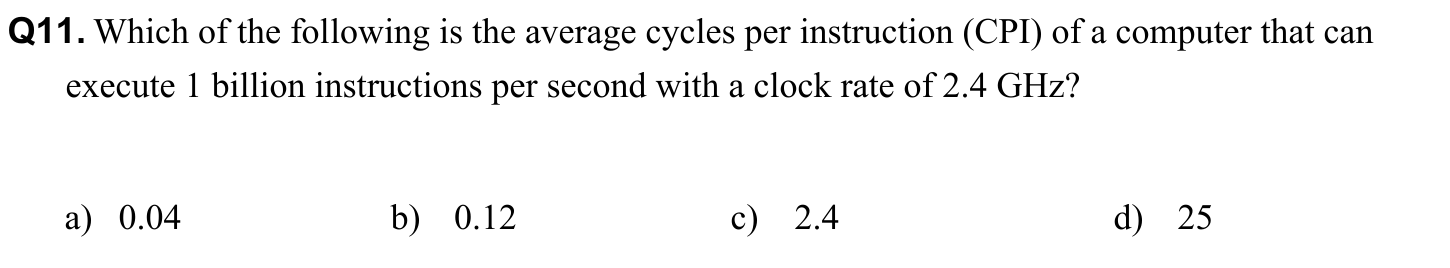 Q11. Which of the following is the average cycles per instruction (CPI) of a computer that can
execute 1 billion instructions per second with a clock rate of 2.4 GHz?
a) 0.04 b) 0.12 c) 2.4 d) 25